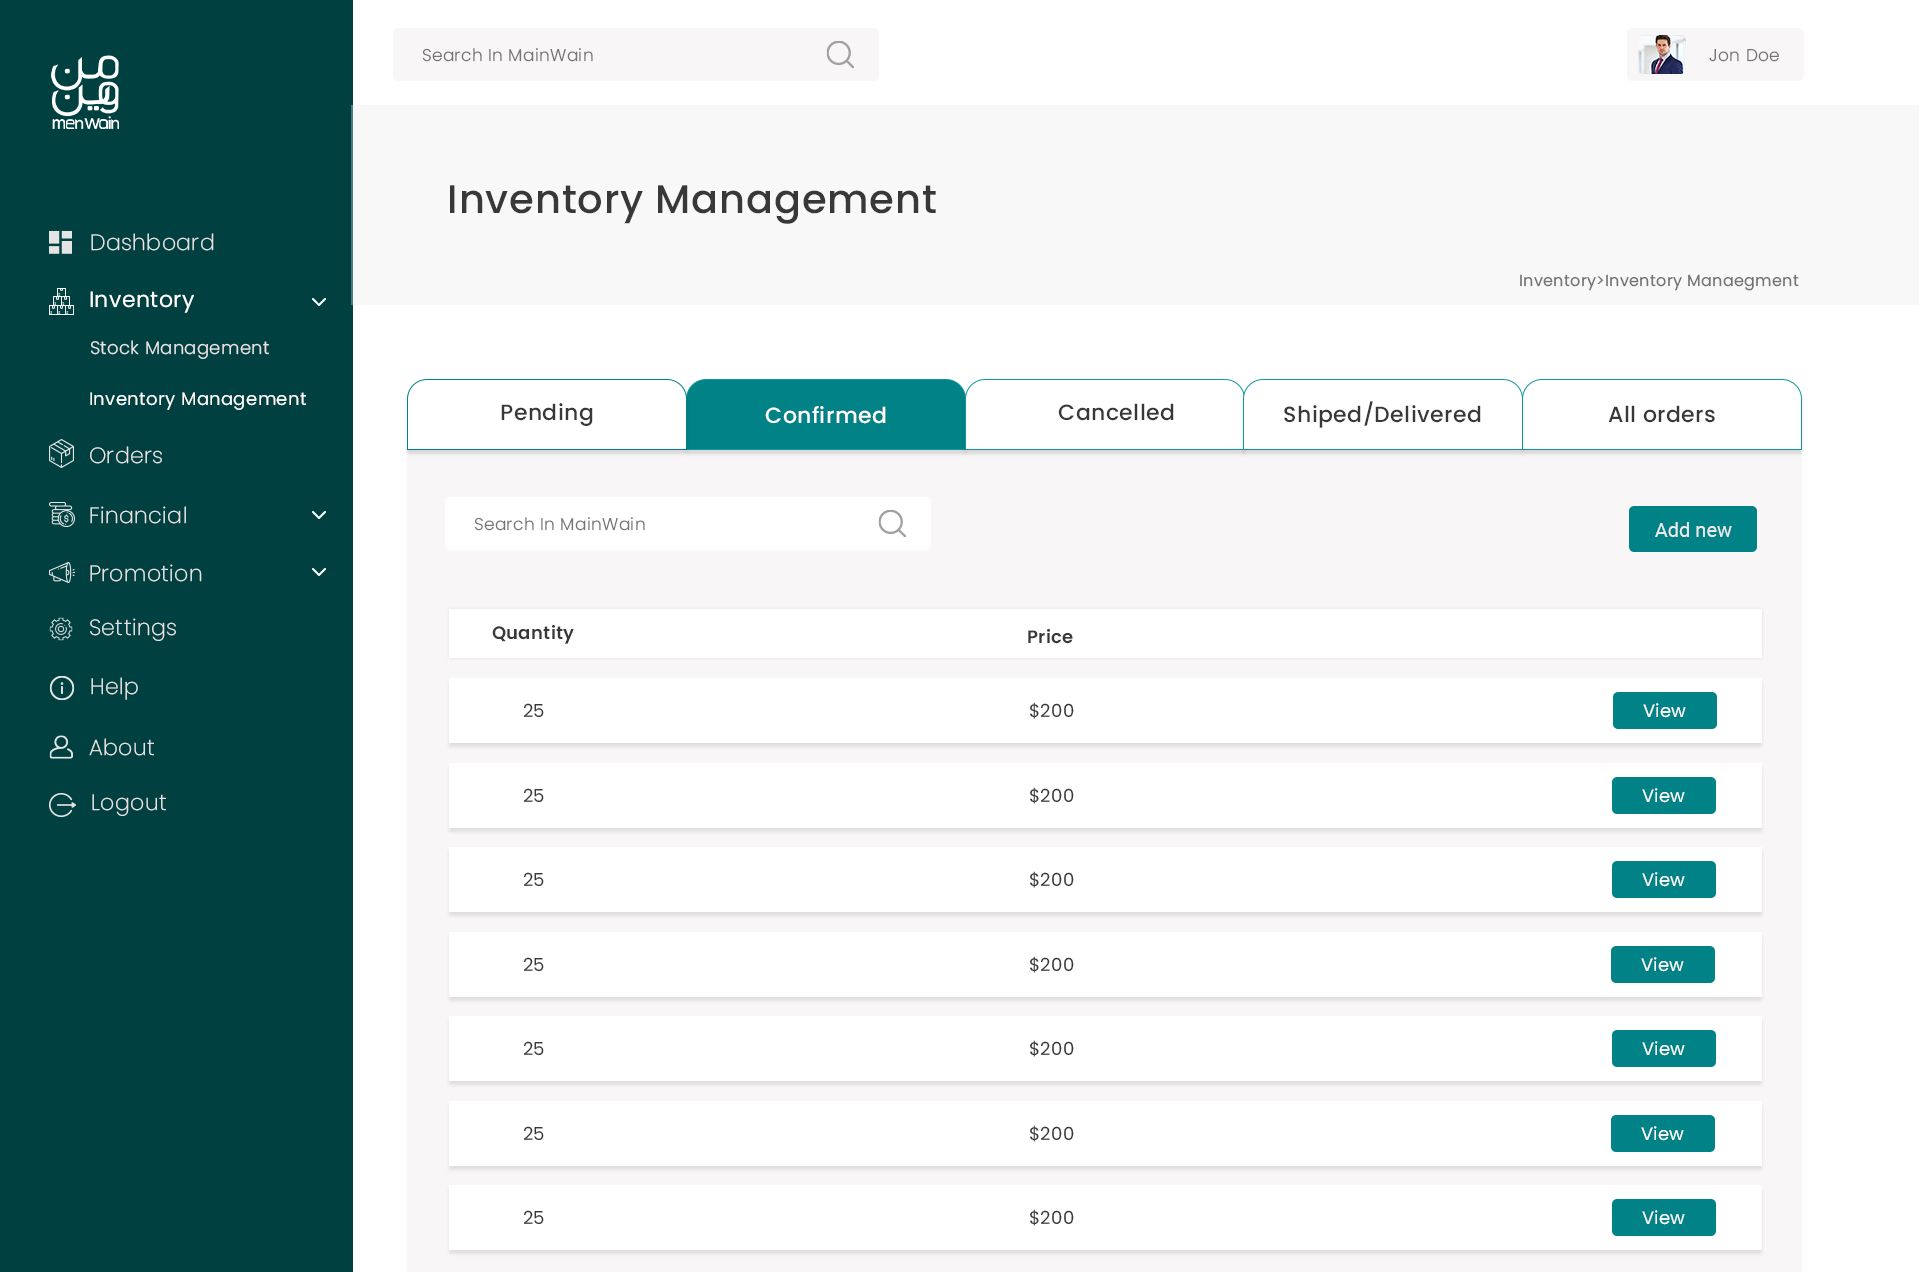 من
وين
menWain
Search In MainWain
Jon Doe
Inventory Management
Inventory>Inventory Manaegment
Dashboard
Inventory
Stock Management
Inventory Management
Orders
Financial
Promotion
Settings
Help
About
Logout
Pending
Confirmed
Cancelled
Shiped/Delivered
All orders
Search In MainWain
Add new
Quantity Price
25 $200 View
25 $200 View
25 $200 View
25 $200 View
25 $200 View
25 $200 View
25 $200 View